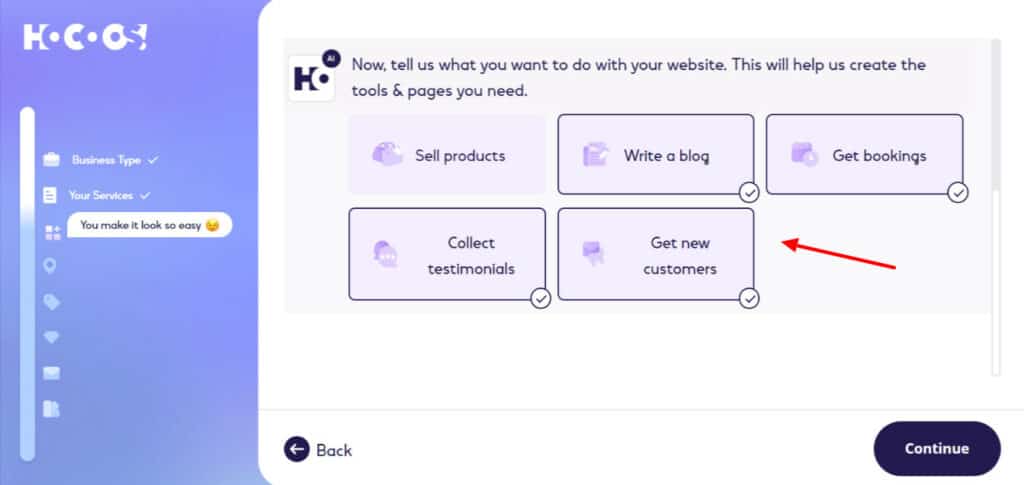 HOCOOS!
Business Type
Your Services
You make it look so easy 😉
AI
HO
Now, tell us what you want to do with your website. This will help us create the
tools & pages you need.
Sell products
Write a blog
Get bookings
Collect
testimonials
Get new
customers
Back
Continue